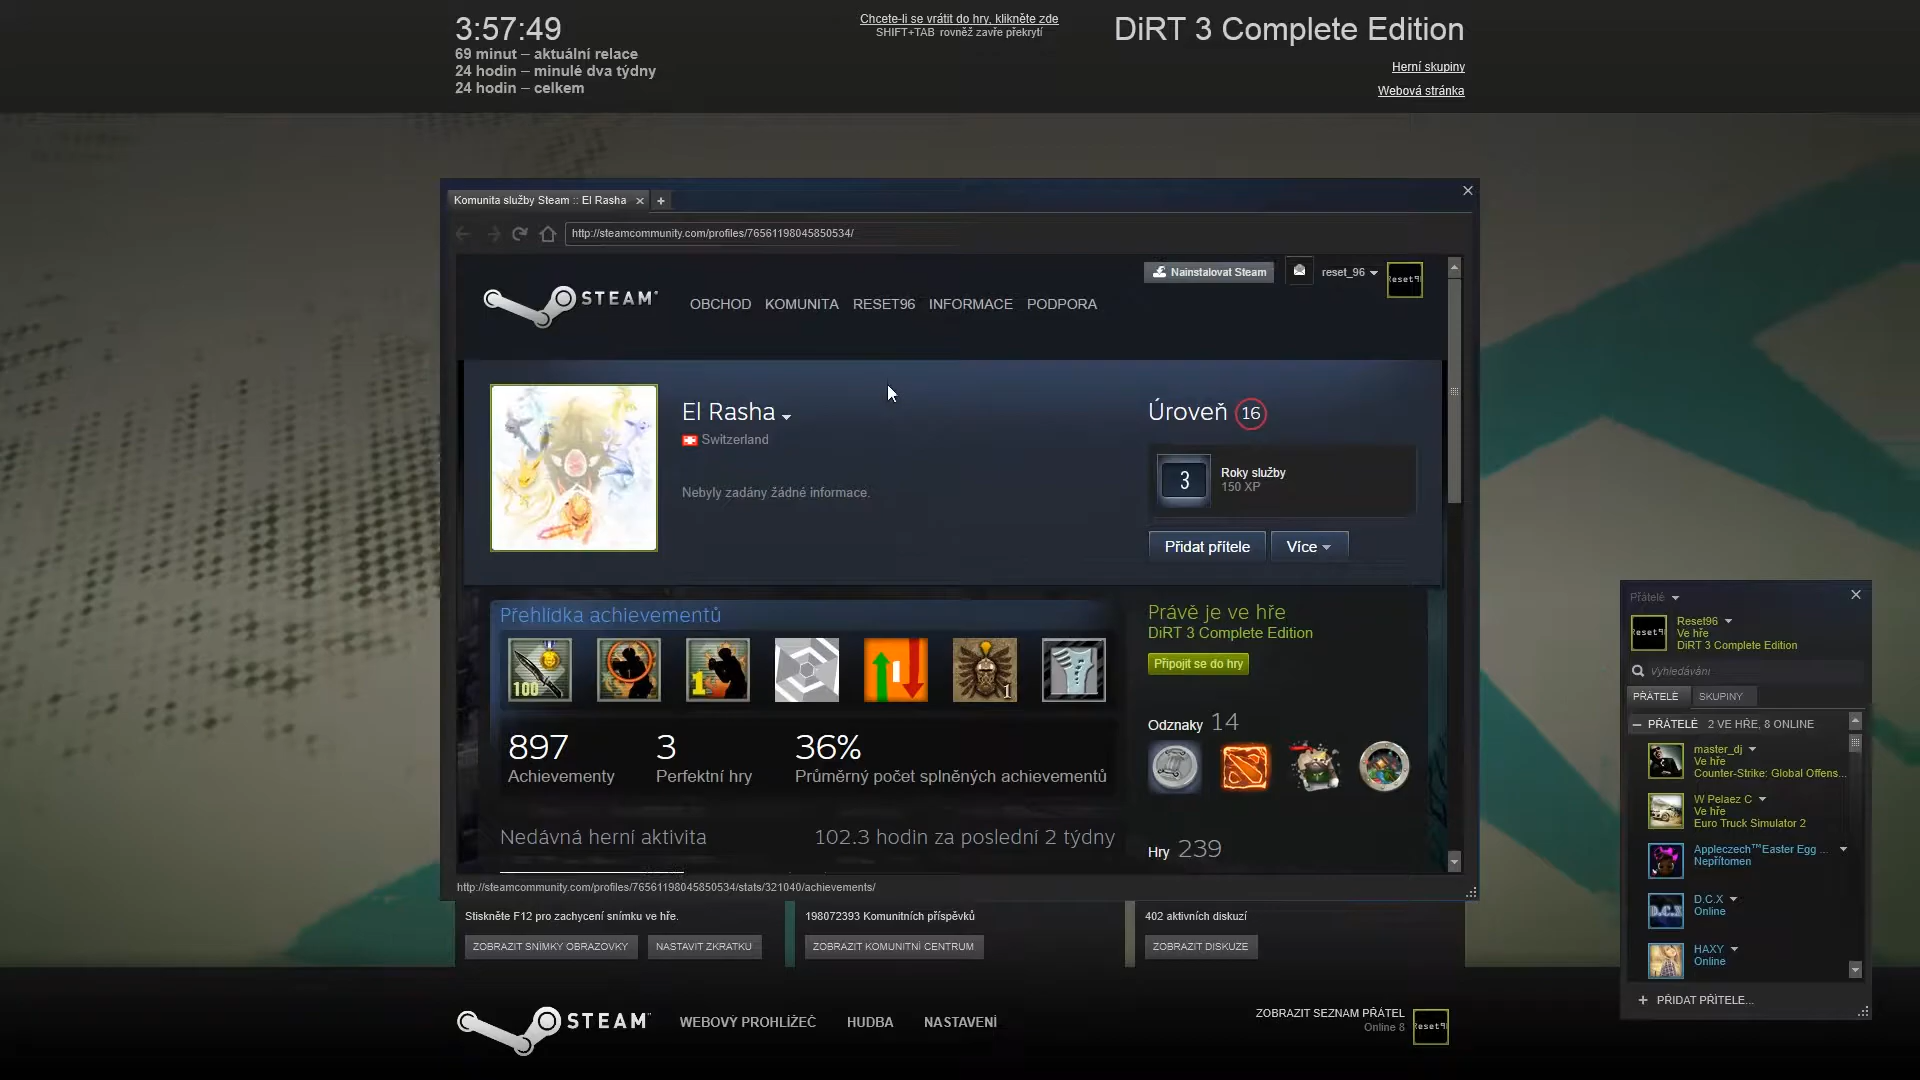 3:57:49
69 minut – aktuální relace
24 hodin – minulé dva týdny
24 hodin – celkem
Chcete-li se vrátit do hry, klikněte zde
SHIFT+TAB rovněž zavře překrytí
DiRT 3 Complete Edition
Herní skupiny
Webová stránka
Komunita služby Steam :: El Rasha
http://steamcommunity.com/profiles/76561198045850534/
Nainstalovat Steam
reset_96
STEAM
OBCHOD KOMUNITA RESET96 INFORMACE PODPORA
El Rasha
Switzerland
Nebyly zadány žádné informace.
Úroveň 16
3
Roky služby
150 XP
Přidat přítele
Více
Přehlídka achievementů
100
1
1
897
Achievementy
3
Perfektní hry
36%
Průměrný počet splněných achievementů
Právě je ve hře
DiRT 3 Complete Edition
Připojit se do hry
Odznaky 14
Nedávná herní aktivita
102.3 hodin za poslední 2 týdny
Hry 239
http://steamcommunity.com/profiles/76561198045850534/stats/321040/achievements/
Stiskněte F12 pro zachycení snímku ve hře.
ZOBRAZIT SNÍMKY OBRAZOVKY
NASTAVIT ZKRATKU
198072393 Komunitních příspěvků
ZOBRAZIT KOMUNITNÍ CENTRUM
402 aktivních diskuzí
ZOBRAZIT DISKUZE
Přátelé
Reset96
Ve hře
DiRT 3 Complete Edition
Vyhledávání
PŘÁTELÉ
SKUPINY
PŘÁTELÉ 2 VE HŘE, 8 ONLINE
master_dj
Ve hře
Counter-Strike: Global Offens...
W Pelaez C
Ve hře
Euro Truck Simulator 2
Appleczech™Easter Egg ...
Nepřítomen
D.C.X
D.C.X
Online
HAXY
Online
PŘIDAT PŘÍTELE...
STEAM
WEBOVÝ PROHLÍŽEČ
HUDBA
NASTAVENÍ
ZOBRAZIT SEZNAM PŘÁTEL
Online 8